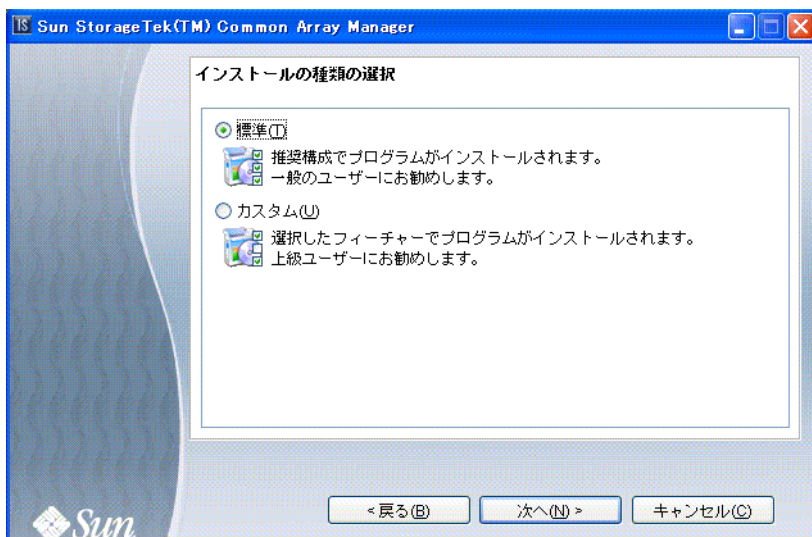 Sun StorageTek(TM) Common Array Manager
インストールの種類の選択
標準(T)
推奨構成でプログラムがインストールされます。
一般のユーザーにお勧めします。
カスタム(U)
選択したフィーチャーでプログラムがインストールされます。
上級ユーザーにお勧めします。
<戻る(B)
次へ(N) >
キャンセル(C)
Sun